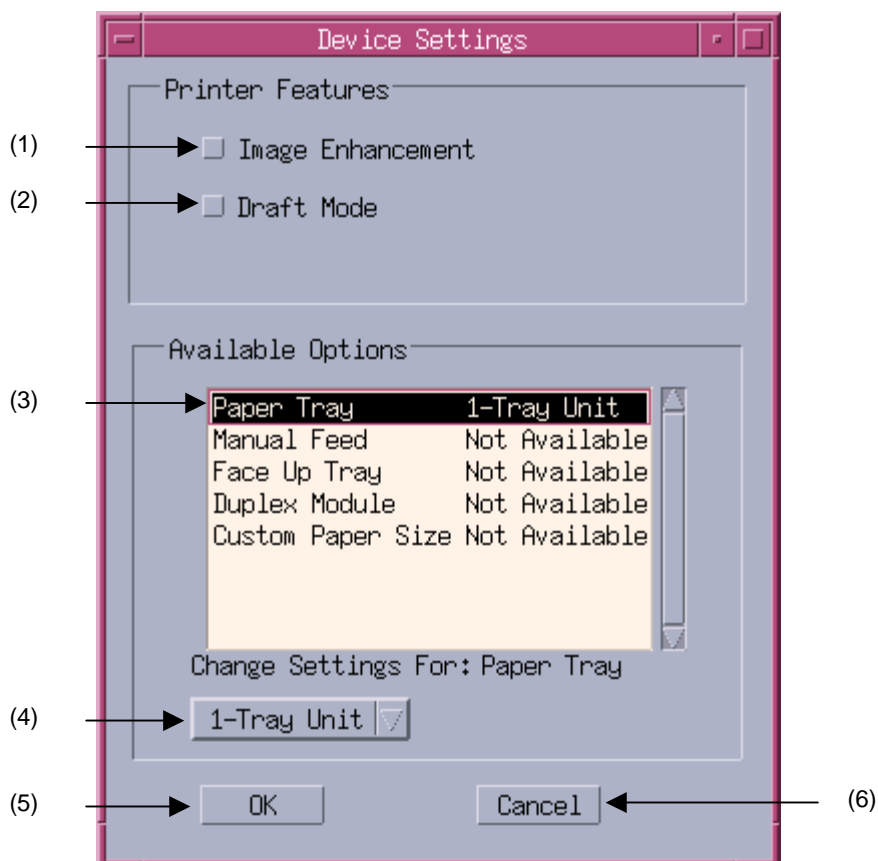 Device Settings
Printer Features
(1) Image Enhancement
(2) Draft Mode
Available Options
(3) Paper Tray 1-Tray Unit
Manual Feed Not Available
Face Up Tray Not Available
Duplex Module Not Available
Custom Paper Size Not Available
Change Settings For: Paper Tray
(4) 1-Tray Unit
(5) OK Cancel (6)